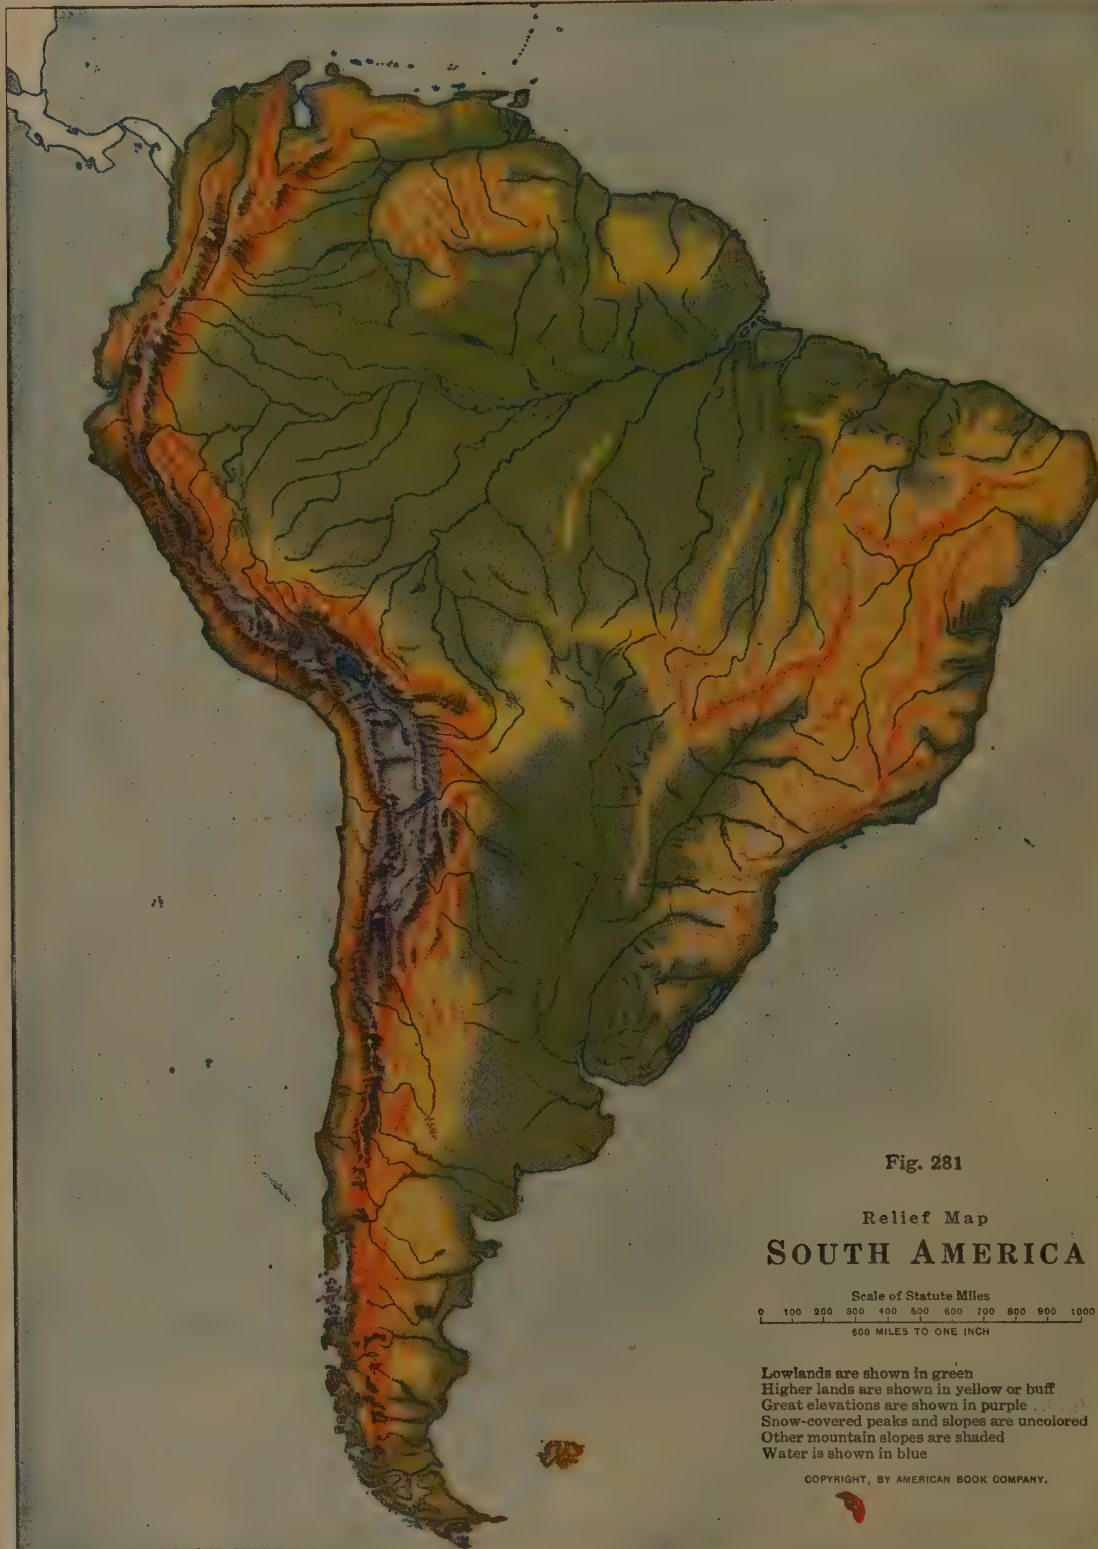 Fig. 281
Relief Map
SOUTH AMERICA
Scale of Statute Miles
0 100 200 300 400 500 600 700 800 900 1000
600 MILES TO ONE INCH
Lowlands are shown in green
Higher lands are shown in yellow or buff
Great elevations are shown in purple
Snow-covered peaks and slopes are uncolored
Other mountain slopes are shaded
Water is shown in blue
COPYRIGHT, BY AMERICAN BOOK COMPANY.